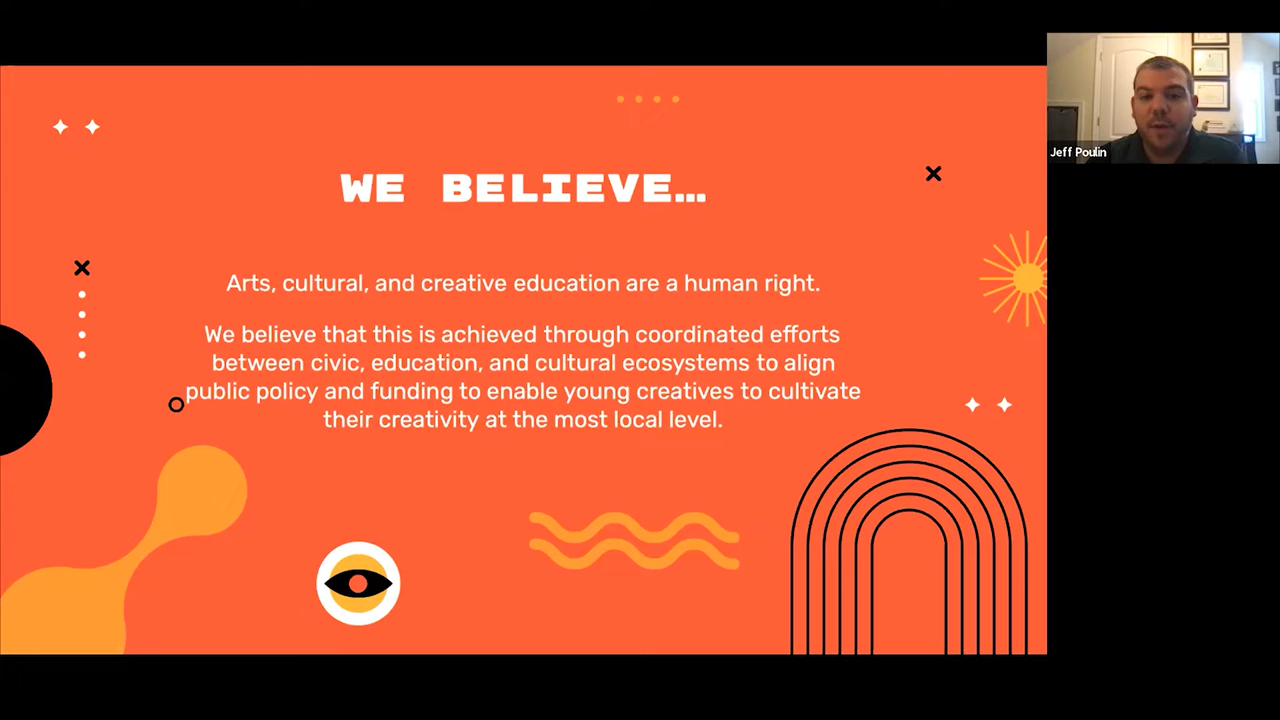 WE BELIEVE…
Arts, cultural, and creative education are a human right.
We believe that this is achieved through coordinated efforts
between civic, education, and cultural ecosystems to align
public policy and funding to enable young creatives to cultivate
their creativity at the most local level.
Jeff Poulin